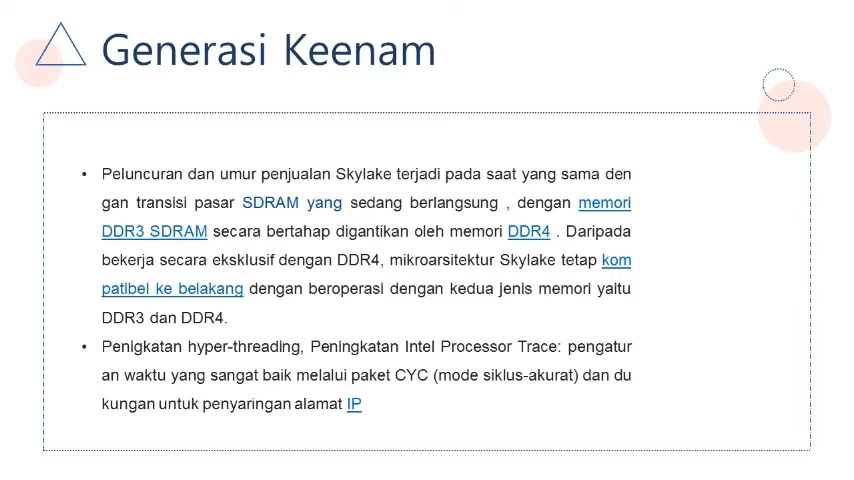 Generasi Keenam
• Peluncuran dan umur penjualan Skylake terjadi pada saat yang sama den
gan transisi pasar SDRAM yang sedang berlangsung , dengan memori
DDR3 SDRAM secara bertahap digantikan oleh memori DDR4 . Daripada
bekerja secara eksklusif dengan DDR4, mikroarsitektur Skylake tetap kom
patibel ke belakang dengan beroperasi dengan kedua jenis memori yaitu
DDR3 dan DDR4.
• Penigkatan hyper-threading, Peningkatan Intel Processor Trace: pengatur
an waktu yang sangat baik melalui paket CYC (mode siklus-akurat) dan du
kungan untuk penyaringan alamat IP